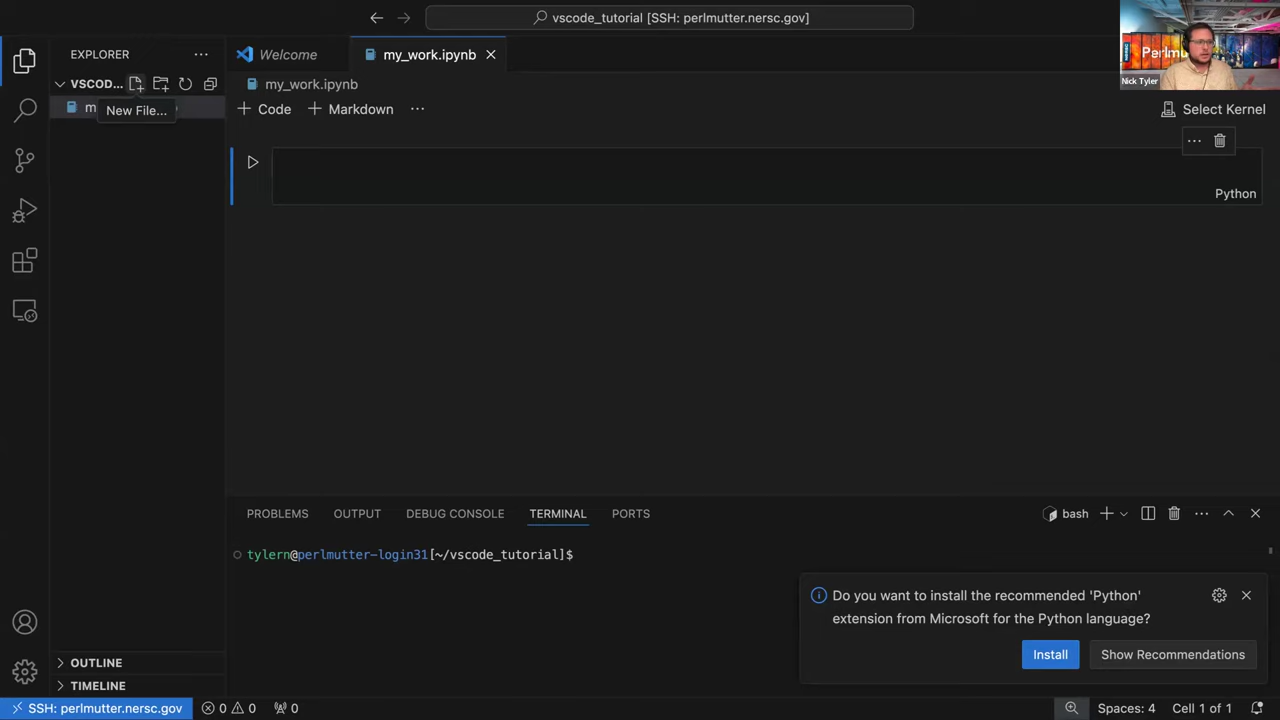 vscode_tutorial [SSH: perlmutter.nersc.gov]
Perlm
Nick Tyler
EXPLORER
Welcome
my_work.ipynb
VSCOD...
my_work.ipynb
m
New File...
Code
Markdown
Select Kernel
Python
PROBLEMS
OUTPUT
DEBUG CONSOLE
TERMINAL
PORTS
bash
tylern@perlmutter-login31[~/vscode_tutorial]$
Do you want to install the recommended 'Python'
extension from Microsoft for the Python language?
Install
Show Recommendations
OUTLINE
TIMELINE
SSH: perlmutter.nersc.gov
0
0
0
Spaces: 4
Cell 1 of 1